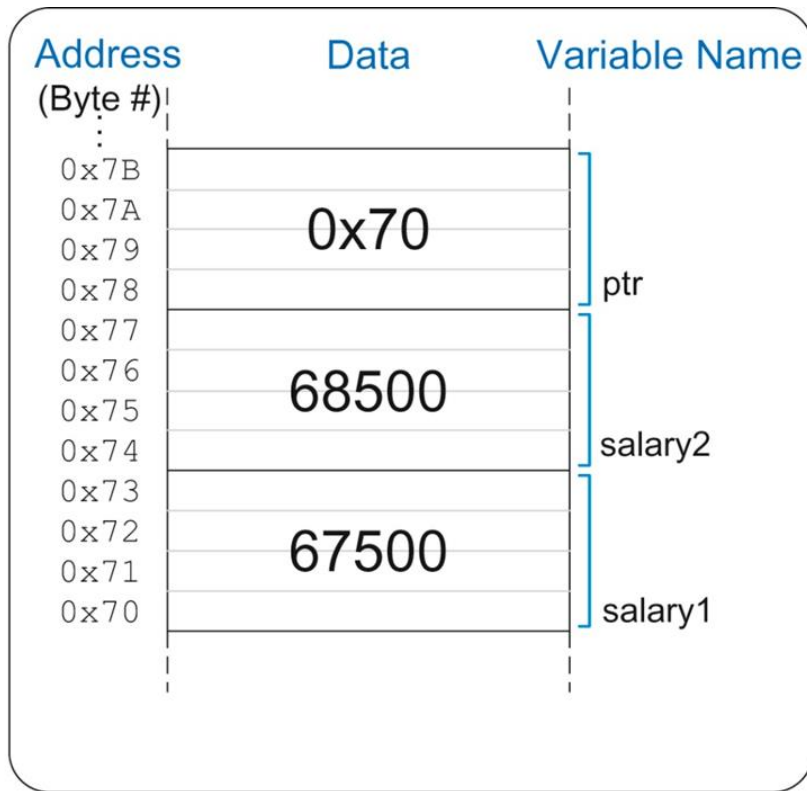 Address Data Variable Name
(Byte #)
0x7B
0x7A
0x70
0x79
0x78 ptr
0x77
0x76
68500
0x75
0x74 salary2
0x73
0x72
67500
0x71
0x70 salary1